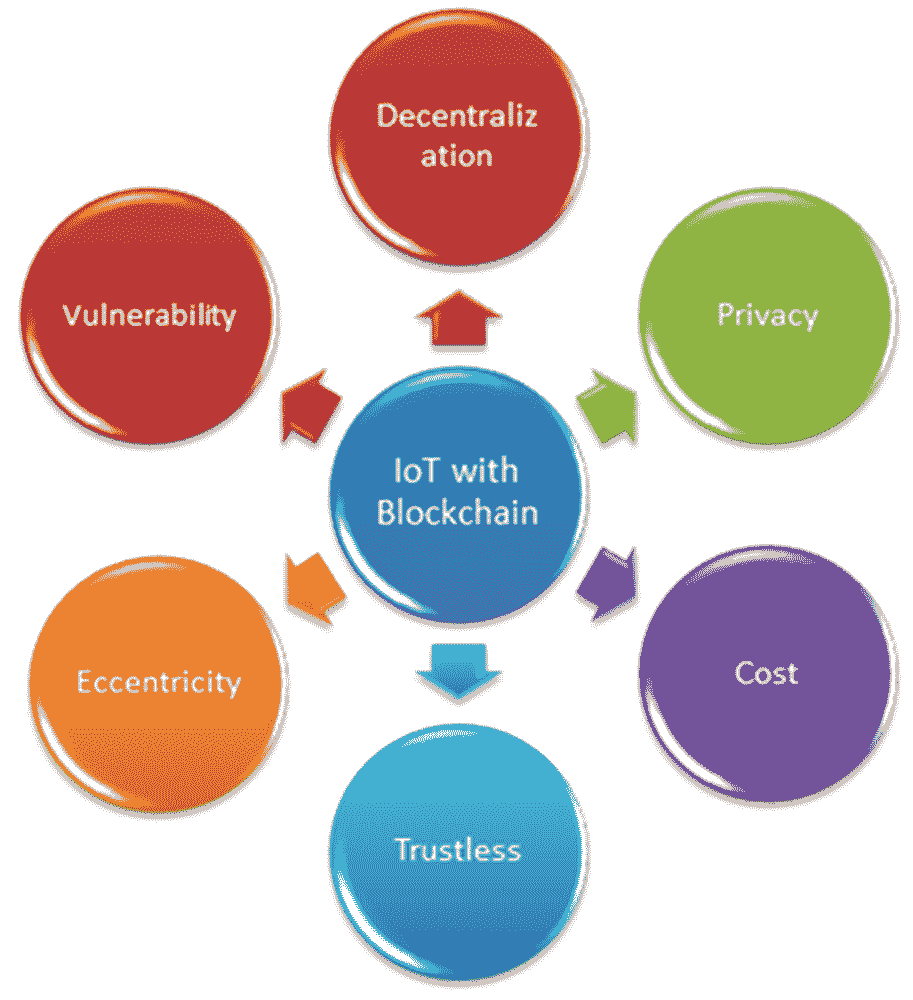 Decentraliz
ation
Vulnerability
Privacy
IoT with
Blockchain
Eccentricity
Cost
Trustless